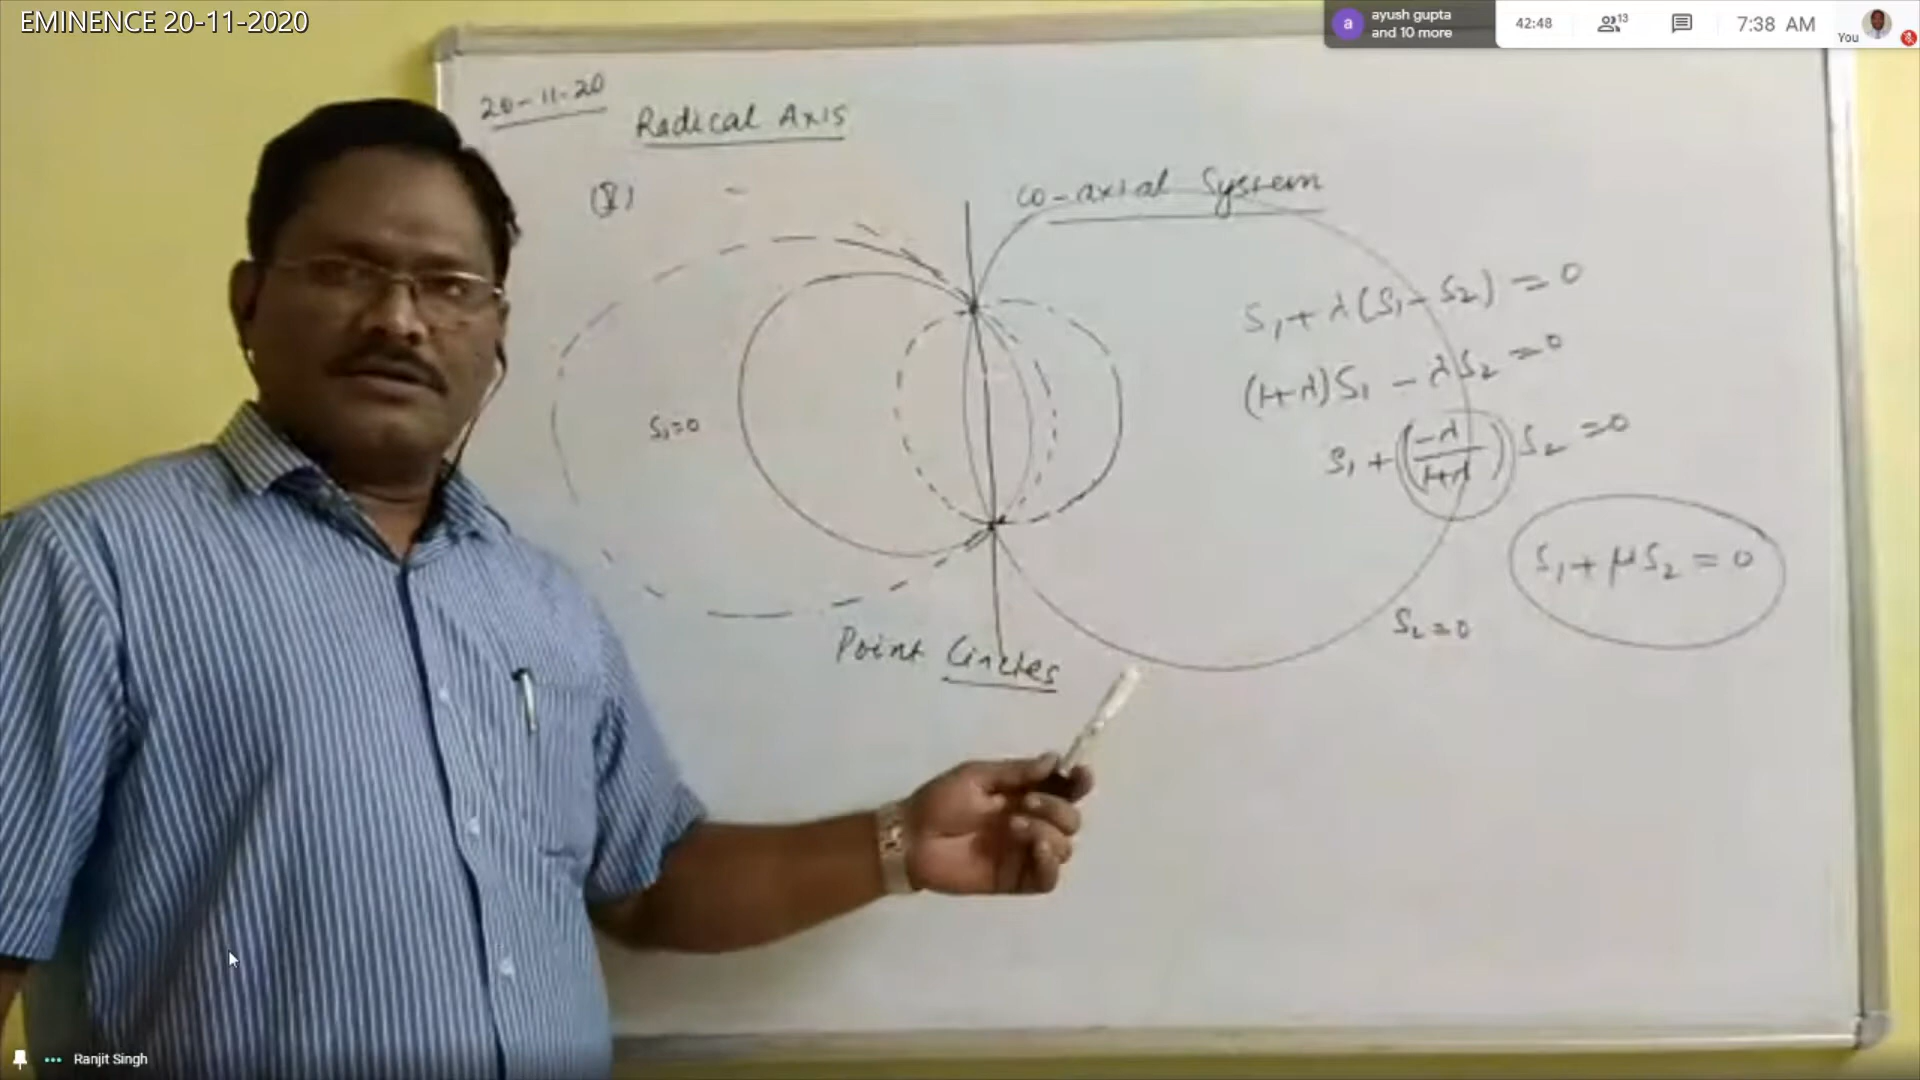 EMINENCE 20-11-2020
a
ayush gupta
and 10 more
42:48
13
7:38 AM
You
20-11-20
Radical Axis
Co-axial System
S₁+λ(S₁-S₂)=0
(1+λ)S₁-λS₂=0
S₁+(-λ/1+λ)S₂=0
S₁=0
S₁+μS₂=0
S₂=0
Point Circles
Ranjit Singh